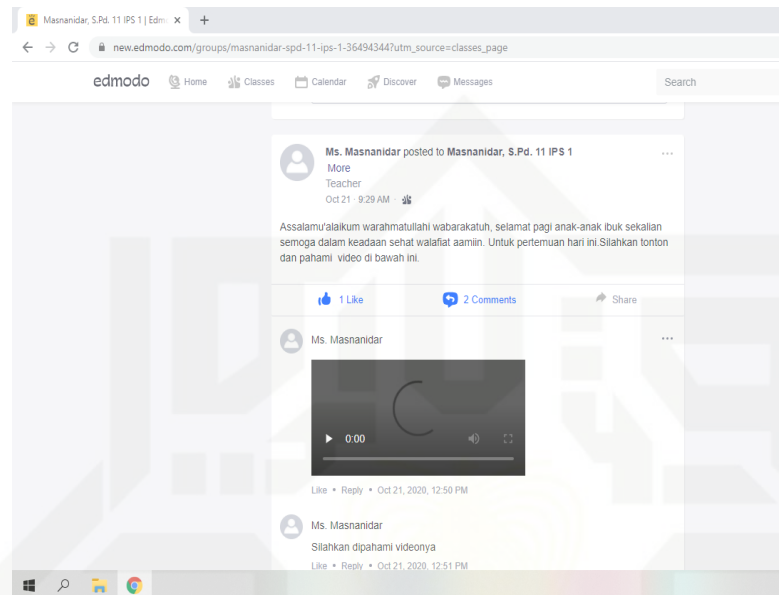 Masnanidar, S.Pd. 11 IPS 1 | Edm
new.edmodo.com/groups/masnanidar-spd-11-ips-1-36494344?utm_source=classes_page
edmodo Home Classes Calendar Discover Messages Search
Ms. Masnanidar posted to Masnanidar, S.Pd. 11 IPS 1
More
Teacher
Oct 21 · 9:29 AM ·
Assalamu'alaikum warahmatullahi wabarakatuh, selamat pagi anak-anak ibuk sekalian
semoga dalam keadaan sehat walafiat aamiin. Untuk pertemuan hari ini.Silahkan tonton
dan pahami video di bawah ini.
1 Like 2 Comments Share
Ms. Masnanidar
0:00
Like • Reply • Oct 21, 2020, 12:50 PM
Ms. Masnanidar
Silahkan dipahami videonya
Like • Reply • Oct 21, 2020, 12:51 PM